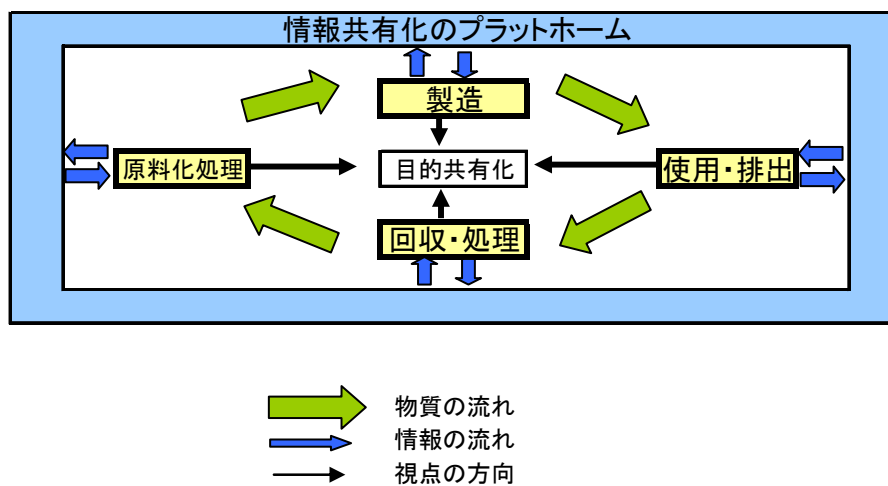 情報共有化のプラットホーム
製造
原料化処理
目的共有化
使用・排出
回収・処理
物質の流れ
情報の流れ
視点の方向